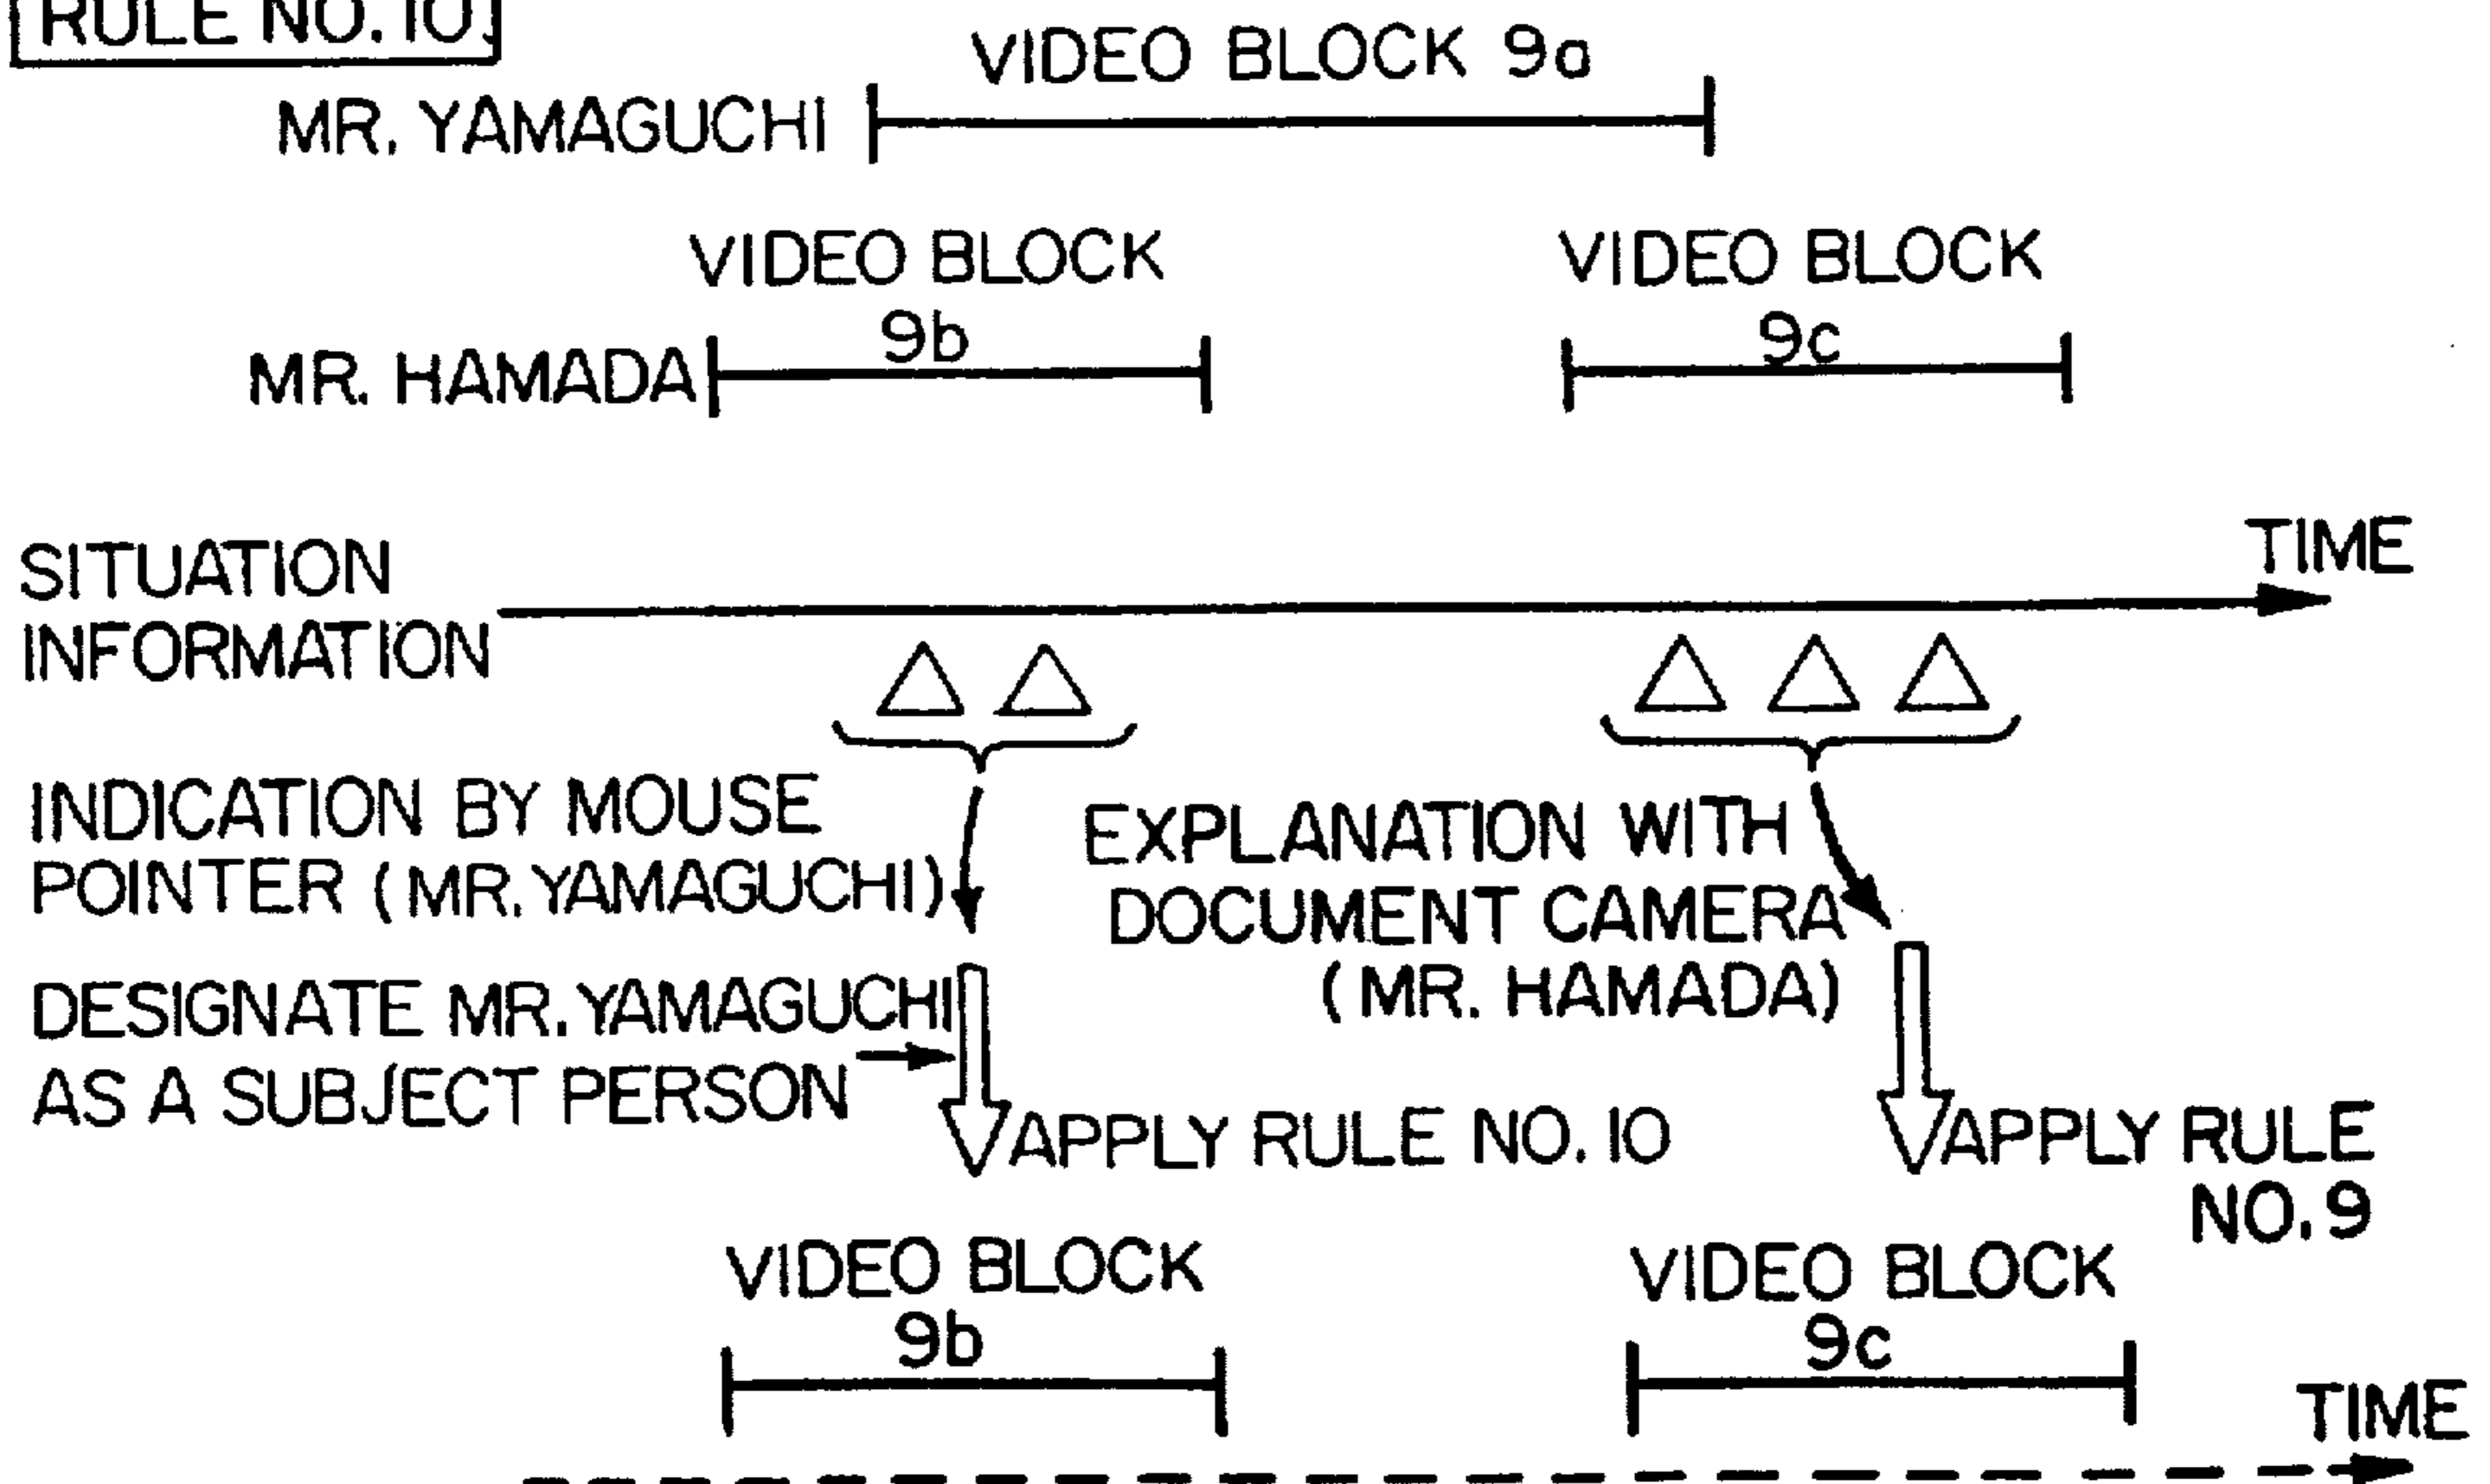 RULE NO. 10.
VIDEO BLOCK 9a
MR. YAMAGUCHI
VIDEO BLOCK
9b
VIDEO BLOCK
9c
MR. HAMADA
TIME
SITUATION
INFORMATION
INDICATION BY MOUSE
POINTER (MR. YAMAGUCHI)
EXPLANATION WITH
DOCUMENT CAMERA
(MR. HAMADA)
DESIGNATE MR. YAMAGUCHI
AS A SUBJECT PERSON
APPLY RULE NO. 10
APPLY RULE
NO. 9
VIDEO BLOCK
9b
VIDEO BLOCK
9c
TIME